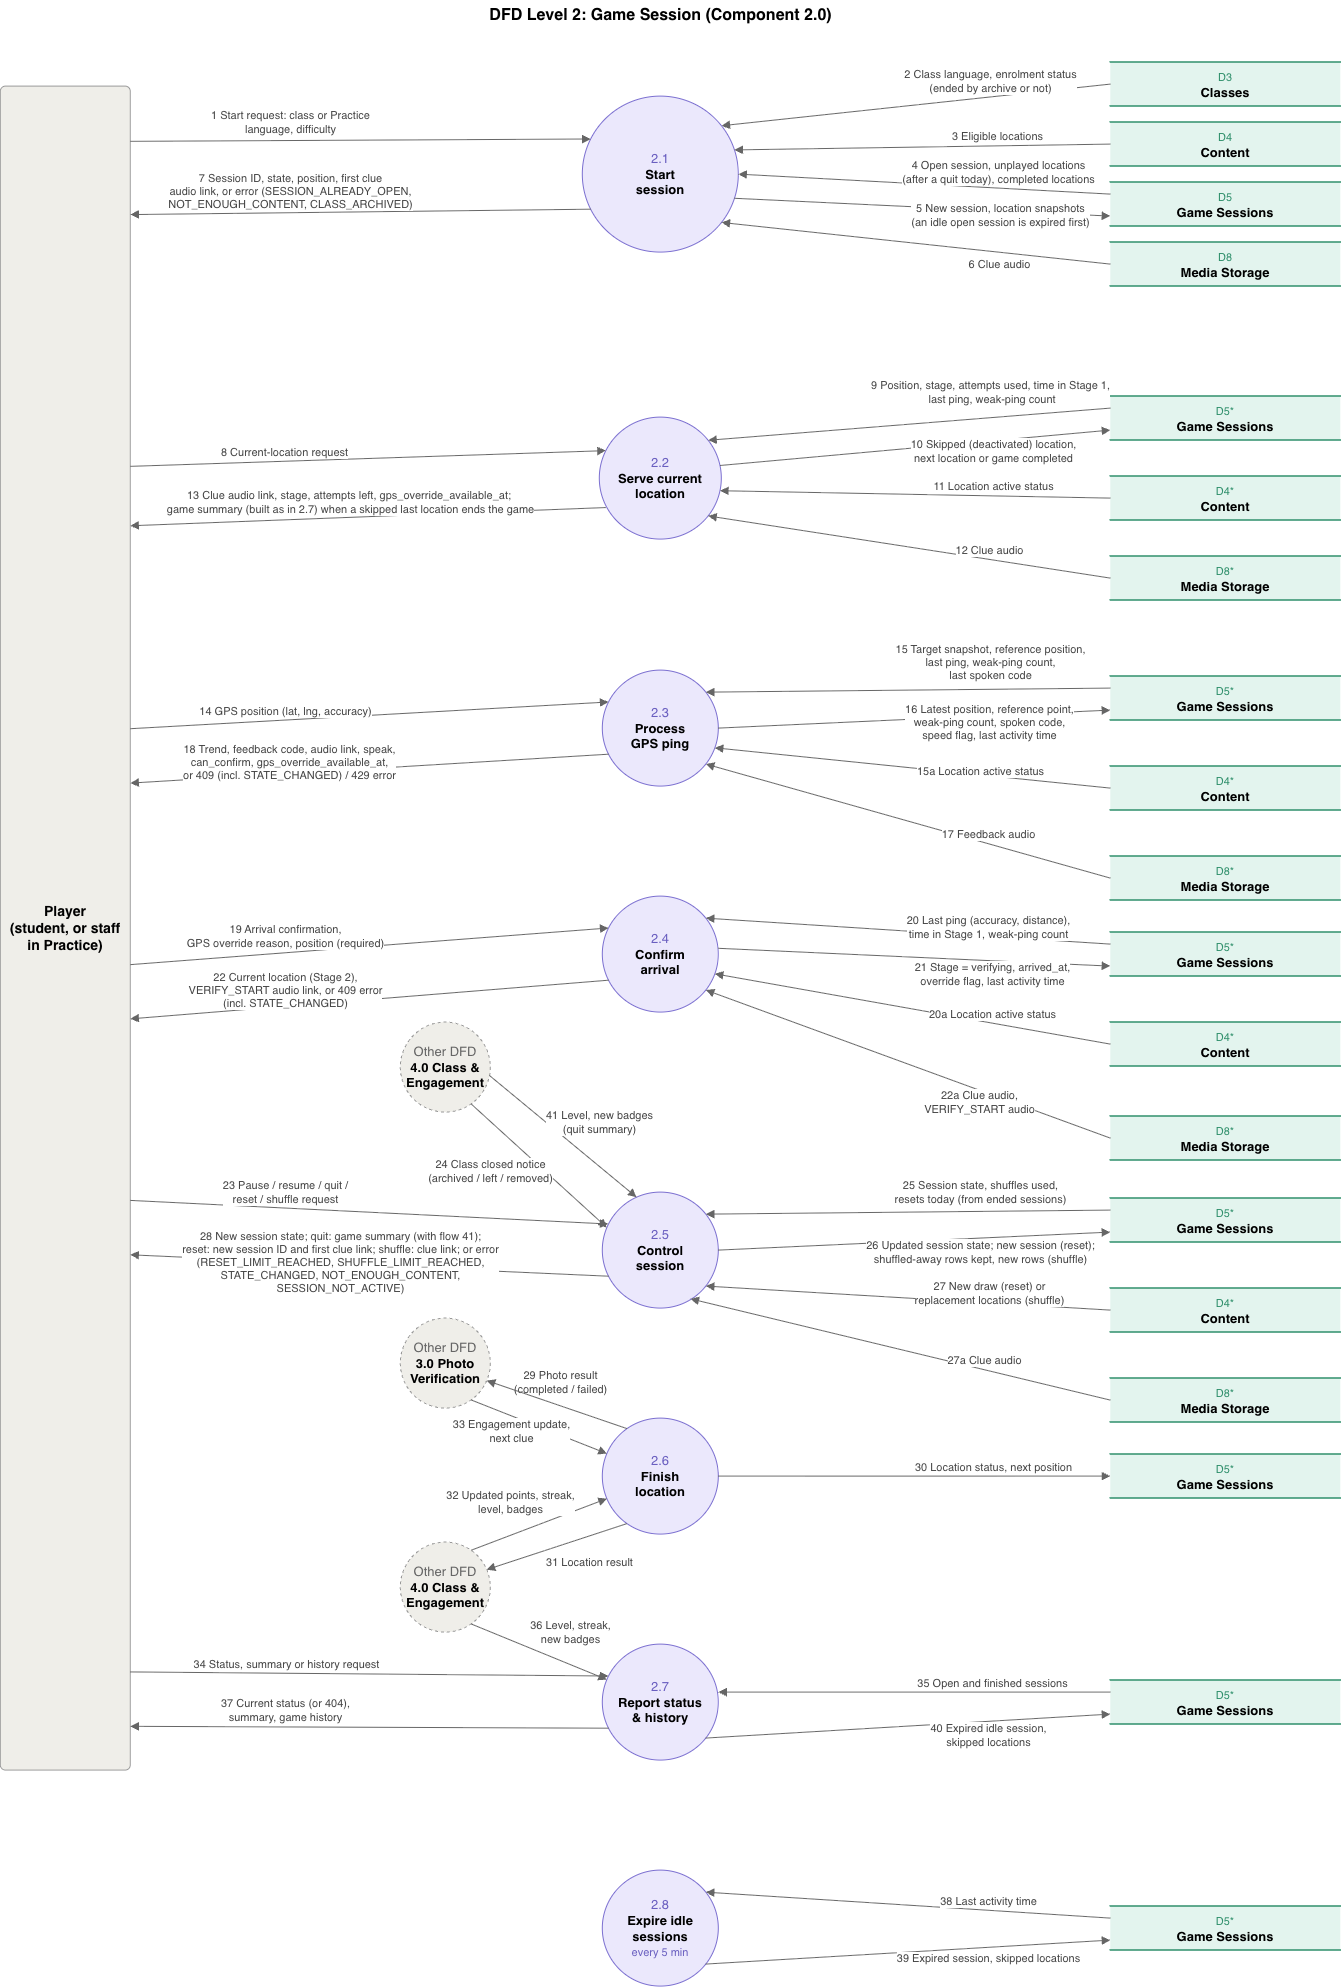 DFD Level 2: Game Session (Component 2.0)
Player
(student, or staff
in Practice)
1 Start request: class or Practice
language, difficulty
7 Session ID, state, position, first clue
audio link, or error (SESSION_ALREADY_OPEN,
NOT_ENOUGH_CONTENT, CLASS_ARCHIVED)
2.1
Start
session
2 Class language, enrolment status
(ended by archive or not)
3 Eligible locations
4 Open session, unplayed locations
(after a quit today), completed locations
5 New session, location snapshots
(an idle open session is expired first)
6 Clue audio
D3
Classes
D4
Content
D5
Game Sessions
D8
Media Storage
8 Current-location request
13 Clue audio link, stage, attempts left, gps_override_available_at;
game summary (built as in 2.7) when a skipped last location ends the game
2.2
Serve current
location
9 Position, stage, attempts used, time in Stage 1,
last ping, weak-ping count
10 Skipped (deactivated) location,
next location or game completed
11 Location active status
12 Clue audio
D5*
Game Sessions
D4*
Content
D8*
Media Storage
14 GPS position (lat, lng, accuracy)
18 Trend, feedback code, audio link, speak,
can_confirm, gps_override_available_at,
or 409 (incl. STATE_CHANGED) / 429 error
2.3
Process
GPS ping
15 Target snapshot, reference position,
last ping, weak-ping count,
last spoken code
16 Latest position, reference point,
weak-ping count, spoken code,
speed flag, last activity time
15a Location active status
17 Feedback audio
D5*
Game Sessions
D4*
Content
D8*
Media Storage
19 Arrival confirmation,
GPS override reason, position (required)
22 Current location (Stage 2),
VERIFY_START audio link, or 409 error
(incl. STATE_CHANGED)
2.4
Confirm
arrival
20 Last ping (accuracy, distance),
time in Stage 1, weak-ping count
21 Stage = verifying, arrived_at,
override flag, last activity time
20a Location active status
22a Clue audio,
VERIFY_START audio
D5*
Game Sessions
D4*
Content
D8*
Media Storage
Other DFD
4.0 Class &
Engagement
41 Level, new badges
(quit summary)
24 Class closed notice
(archived / left / removed)
23 Pause / resume / quit /
reset / shuffle request
28 New session state; quit: game summary (with flow 41);
reset: new session ID and first clue link; shuffle: clue link; or error
(RESET_LIMIT_REACHED, SHUFFLE_LIMIT_REACHED,
STATE_CHANGED, NOT_ENOUGH_CONTENT,
SESSION_NOT_ACTIVE)
2.5
Control
session
25 Session state, shuffles used,
resets today (from ended sessions)
26 Updated session state; new session (reset);
shuffled-away rows kept, new rows (shuffle)
27 New draw (reset) or
replacement locations (shuffle)
27a Clue audio
D5*
Game Sessions
D4*
Content
D8*
Media Storage
Other DFD
3.0 Photo
Verification
29 Photo result
(completed / failed)
33 Engagement update,
next clue
2.6
Finish
location
30 Location status, next position
D5*
Game Sessions
32 Updated points, streak,
level, badges
31 Location result
Other DFD
4.0 Class &
Engagement
36 Level, streak,
new badges
34 Status, summary or history request
37 Current status (or 404),
summary, game history
2.7
Report status
& history
35 Open and finished sessions
40 Expired idle session,
skipped locations
D5*
Game Sessions
2.8
Expire idle
sessions
every 5 min
38 Last activity time
39 Expired session, skipped locations
D5*
Game Sessions